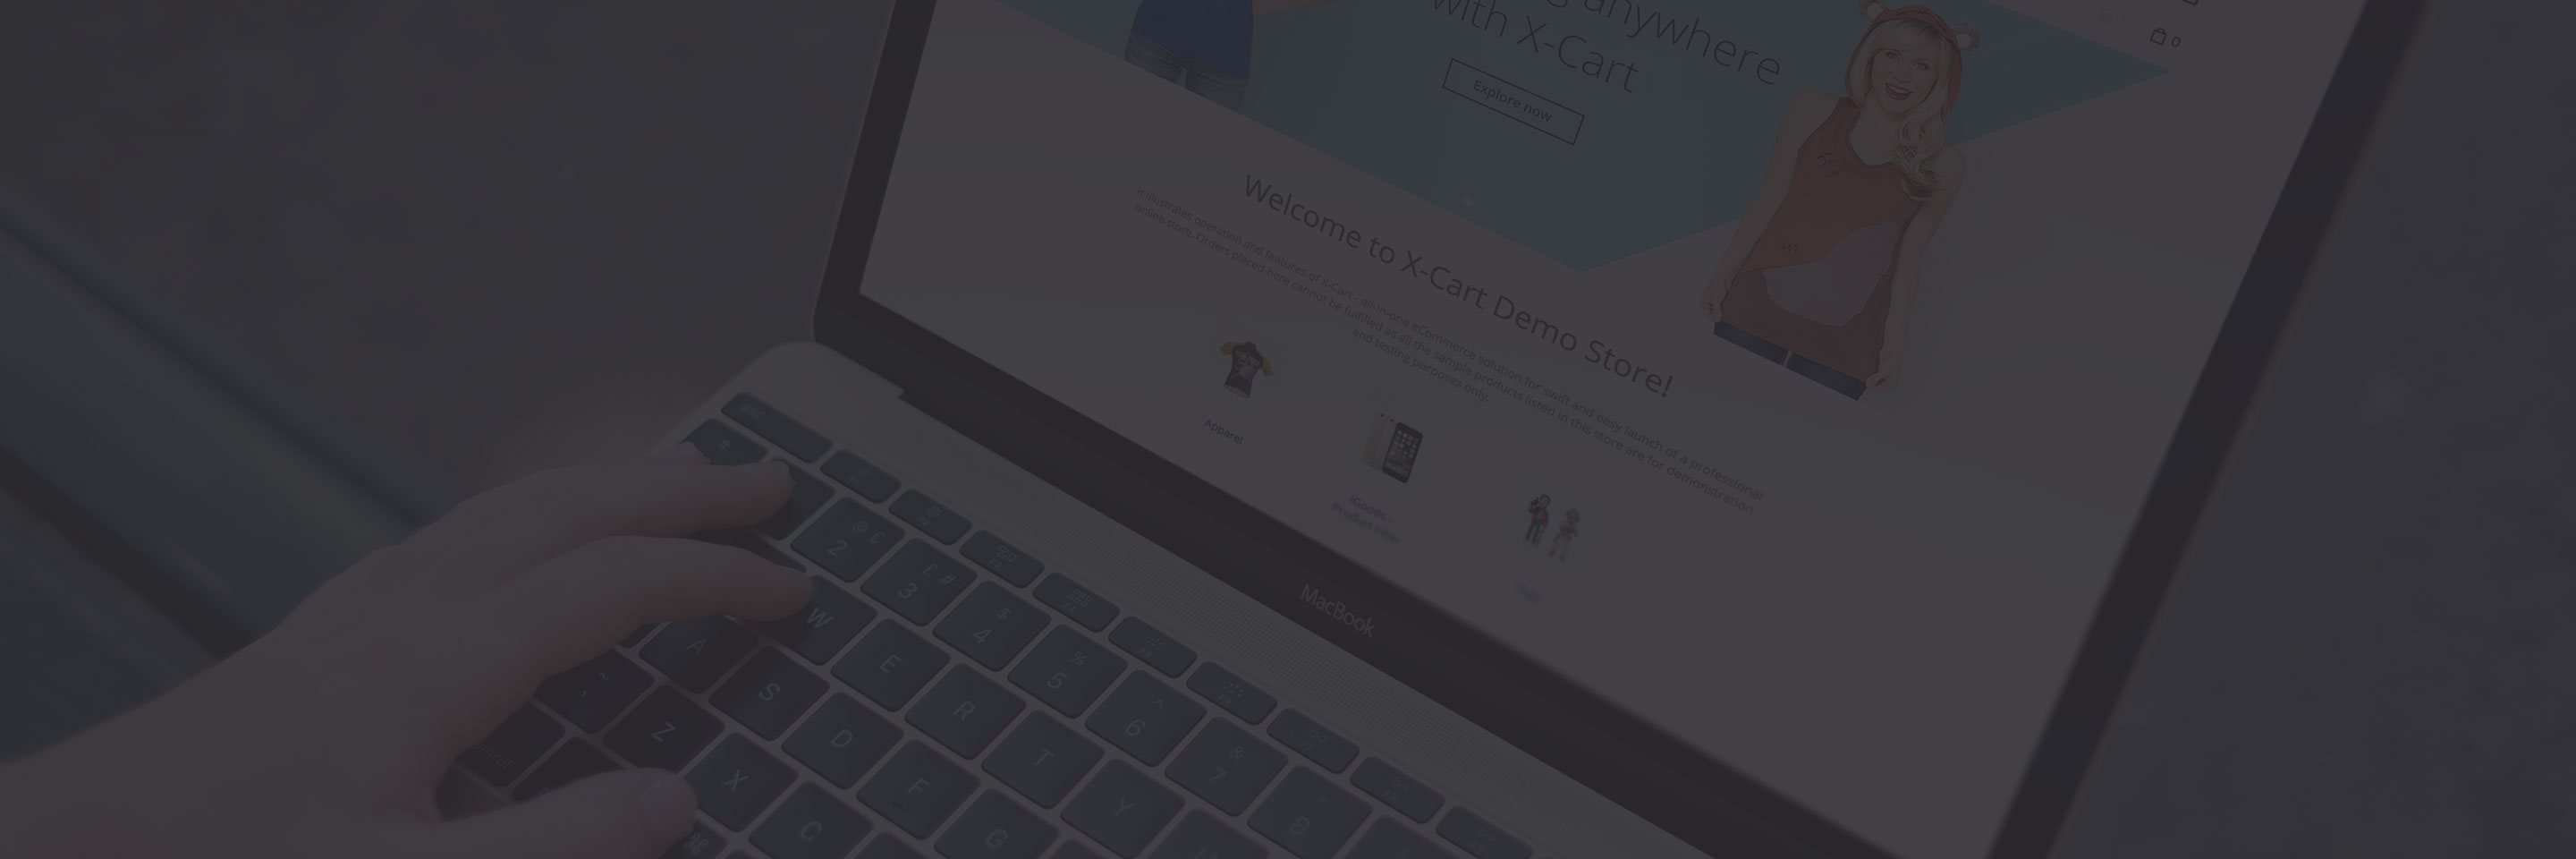 anywhere
with X-Cart
Explore now
0
Welcome to X-Cart Demo Store!
It illustrates operation and features of X-Cart - all-in-one eCommerce solution for swift and easy launch of a professional
online store. Orders placed here cannot be fulfilled as all the sample products listed in this store are for demonstration
and testing purposes only.
Apparel
iGoods -
Product Filter
MacBook
esc
@ €
2
£ #
3
$
4
%
5
^
6
&
7
*
8
W
E
R
T
Y
A
S
D
F
G
~
Z
X
C